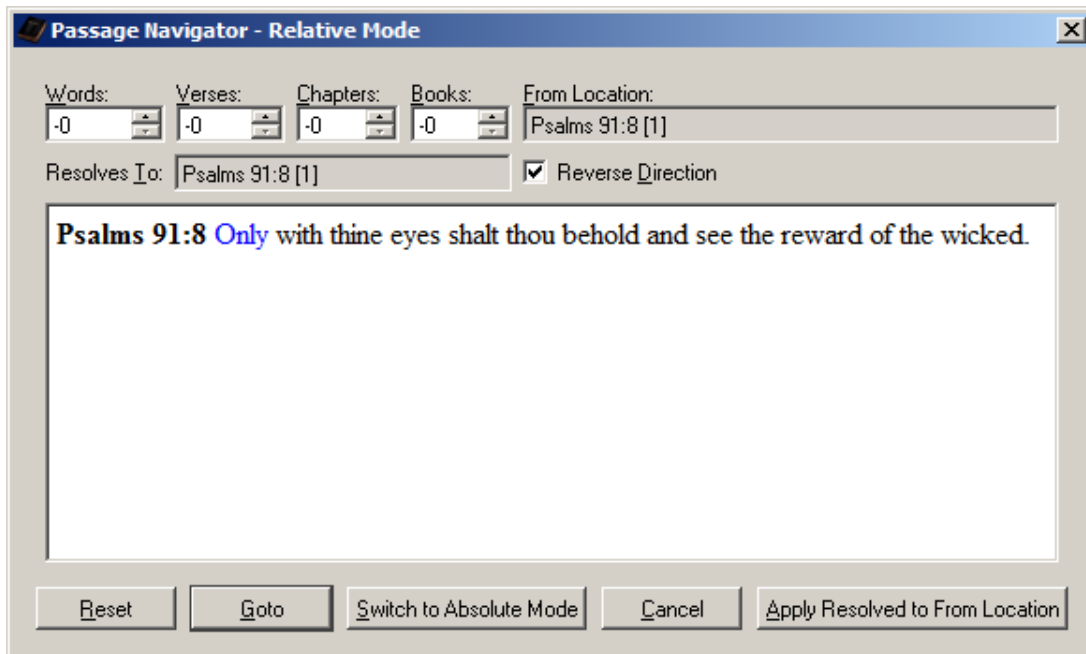 Passage Navigator - Relative Mode
Words: Verses: Chapters: Books: From Location:
-0 -0 -0 -0 Psalms 91:8 [1]
Resolves To: Psalms 91:8 [1] Reverse Direction
Psalms 91:8 Only with thine eyes shalt thou behold and see the reward of the wicked.
Reset Goto Switch to Absolute Mode Cancel Apply Resolved to From Location